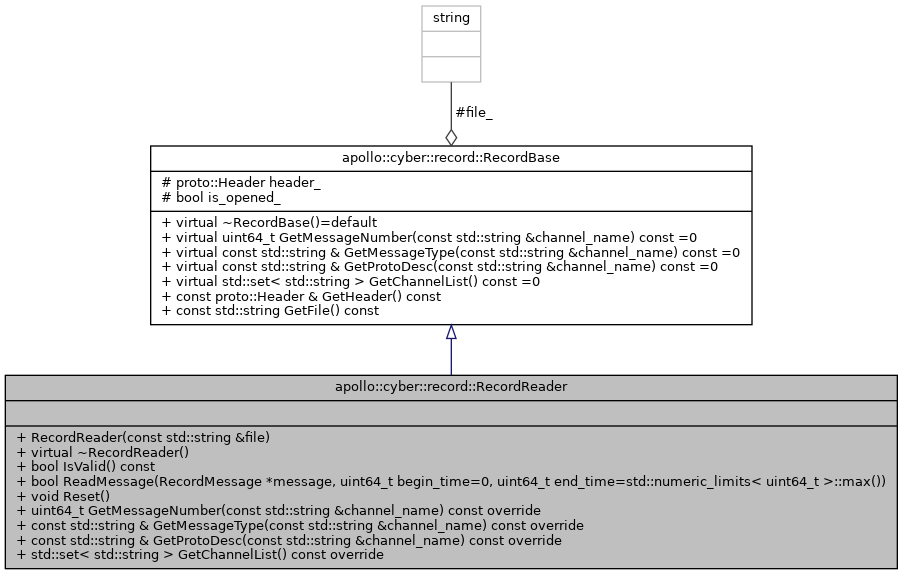 string
#file_
apollo::cyber::record::RecordBase
# proto::Header header_
# bool is_opened_
+ virtual ~RecordBase()=default
+ virtual uint64_t GetMessageNumber(const std::string &channel_name) const =0
+ virtual const std::string & GetMessageType(const std::string &channel_name) const =0
+ virtual const std::string & GetProtoDesc(const std::string &channel_name) const =0
+ virtual std::set< std::string > GetChannelList() const =0
+ const proto::Header & GetHeader() const
+ const std::string GetFile() const
apollo::cyber::record::RecordReader
+ RecordReader(const std::string &file)
+ virtual ~RecordReader()
+ bool IsValid() const
+ bool ReadMessage(RecordMessage *message, uint64_t begin_time=0, uint64_t end_time=std::numeric_limits< uint64_t >::max())
+ void Reset()
+ uint64_t GetMessageNumber(const std::string &channel_name) const override
+ const std::string & GetMessageType(const std::string &channel_name) const override
+ const std::string & GetProtoDesc(const std::string &channel_name) const override
+ std::set< std::string > GetChannelList() const override